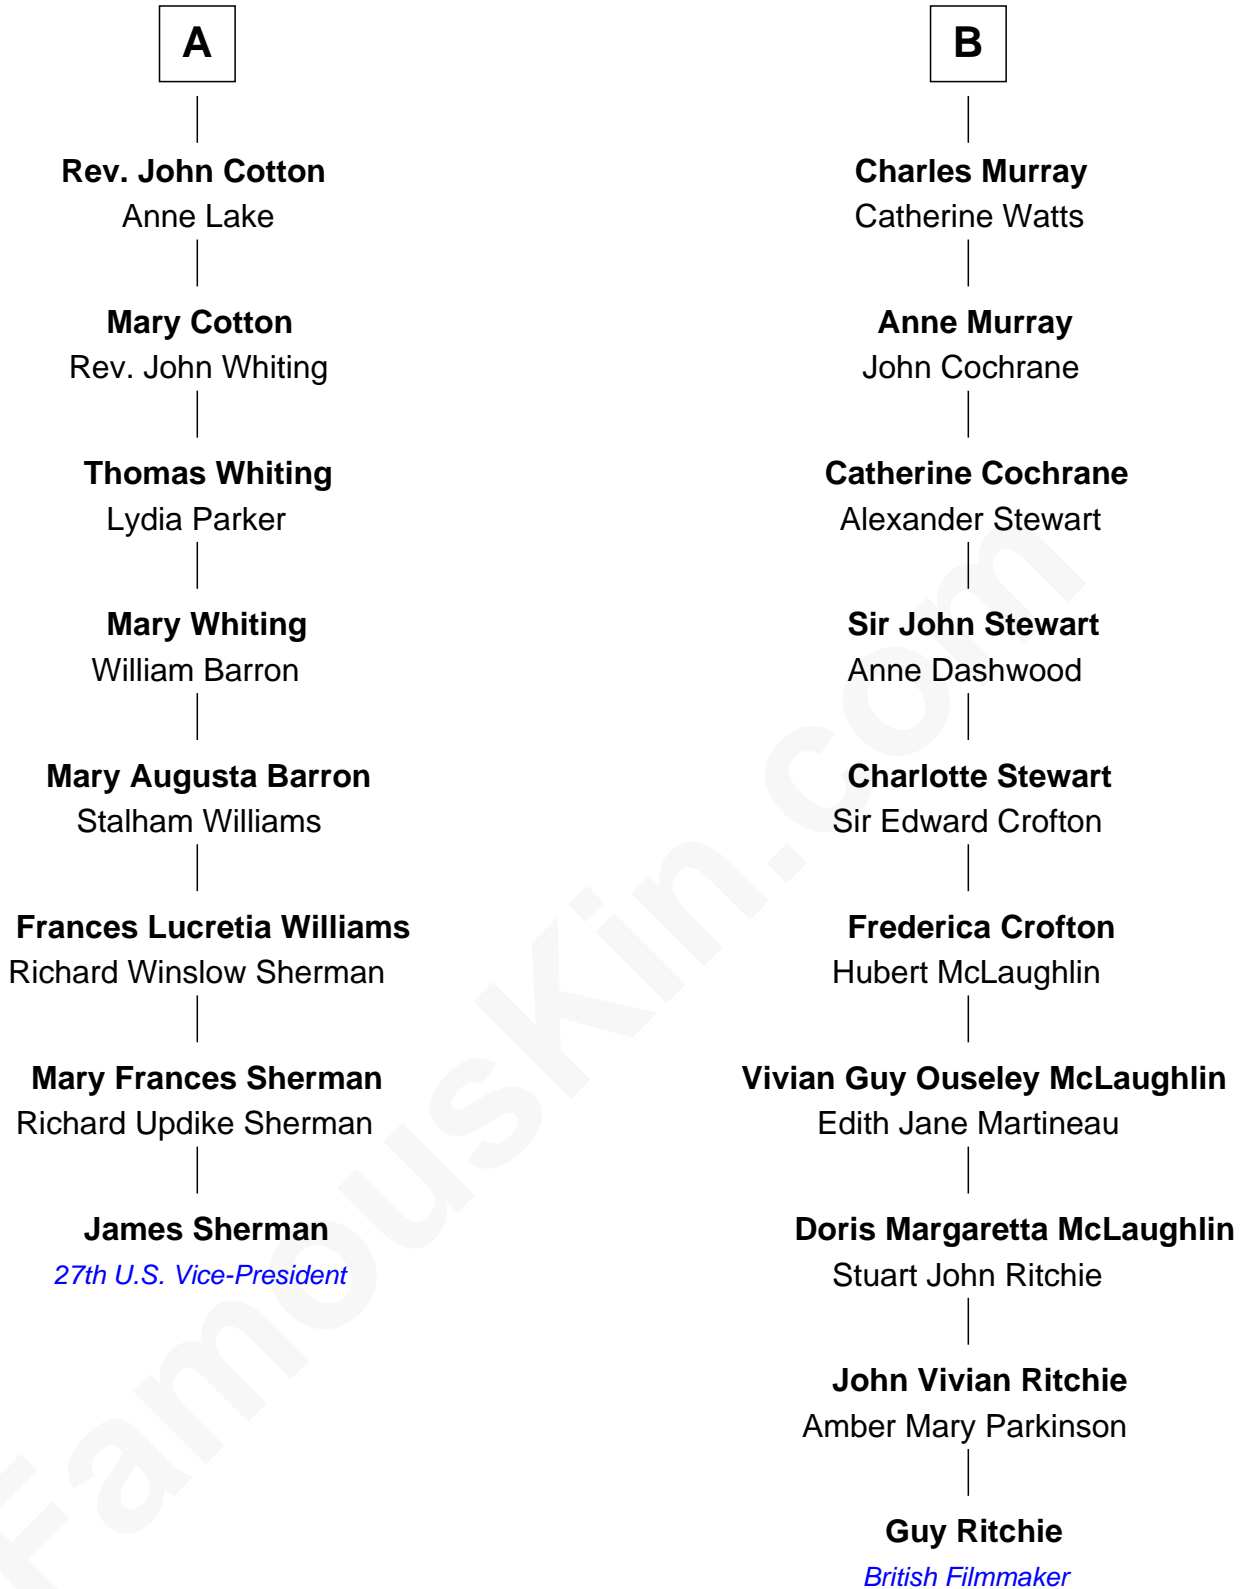 A
Rev. John Cotton
Anne Lake
Mary Cotton
Rev. John Whiting
Thomas Whiting
Lydia Parker
Mary Whiting
William Barron
Mary Augusta Barron
Stalham Williams
Frances Lucretia Williams
Richard Winslow Sherman
Mary Frances Sherman
Richard Updike Sherman
James Sherman
27th U.S. Vice-President
B
Charles Murray
Catherine Watts
Anne Murray
John Cochrane
Catherine Cochrane
Alexander Stewart
Sir John Stewart
Anne Dashwood
Charlotte Stewart
Sir Edward Crofton
Frederica Crofton
Hubert McLaughlin
Vivian Guy Ouseley McLaughlin
Edith Jane Martineau
Doris Margaretta McLaughlin
Stuart John Ritchie
John Vivian Ritchie
Amber Mary Parkinson
Guy Ritchie
British Filmmaker
FamousKin.com